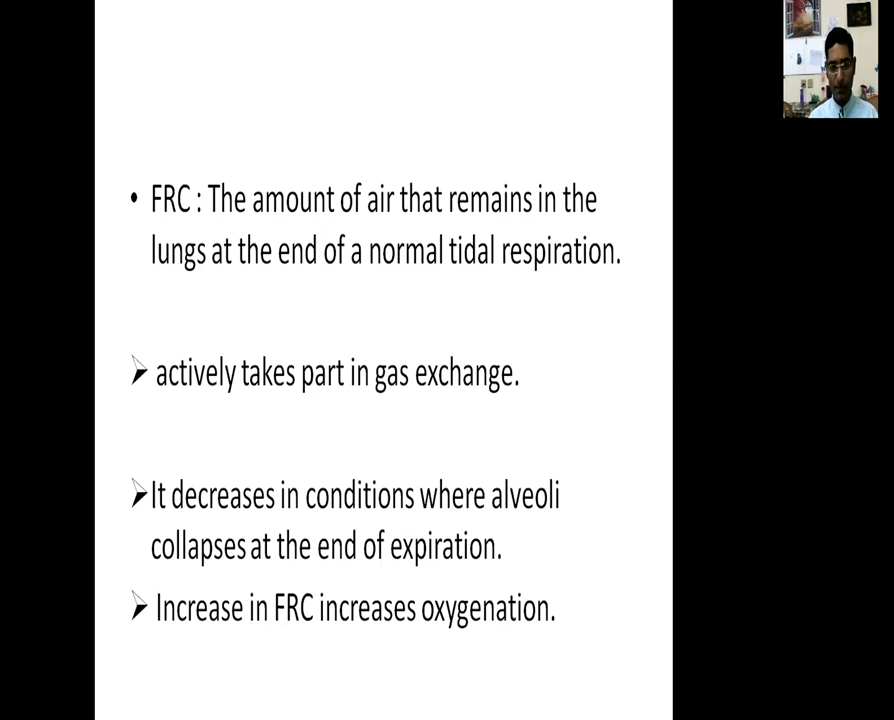 • FRC : The amount of air that remains in the
lungs at the end of a normal tidal respiration.
➢ actively takes part in gas exchange.
➢It decreases in conditions where alveoli
collapses at the end of expiration.
➢ Increase in FRC increases oxygenation.